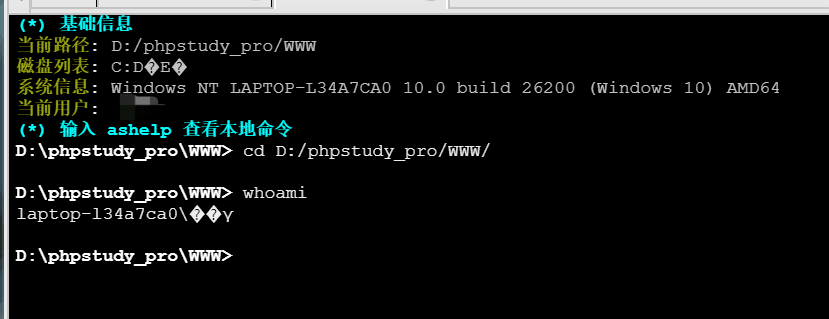 (*) 基础信息
当前路径: D:/phpstudy_pro/WWW
磁盘列表: C:D�E�
系统信息: Windows NT LAPTOP-L34A7CA0 10.0 build 26200 (Windows 10) AMD64
当前用户:
(*) 输入 ashelp 查看本地命令
D:\phpstudy_pro\WWW> cd D:/phpstudy_pro/WWW/
D:\phpstudy_pro\WWW> whoami
laptop-l34a7ca0\��γ
D:\phpstudy_pro\WWW>